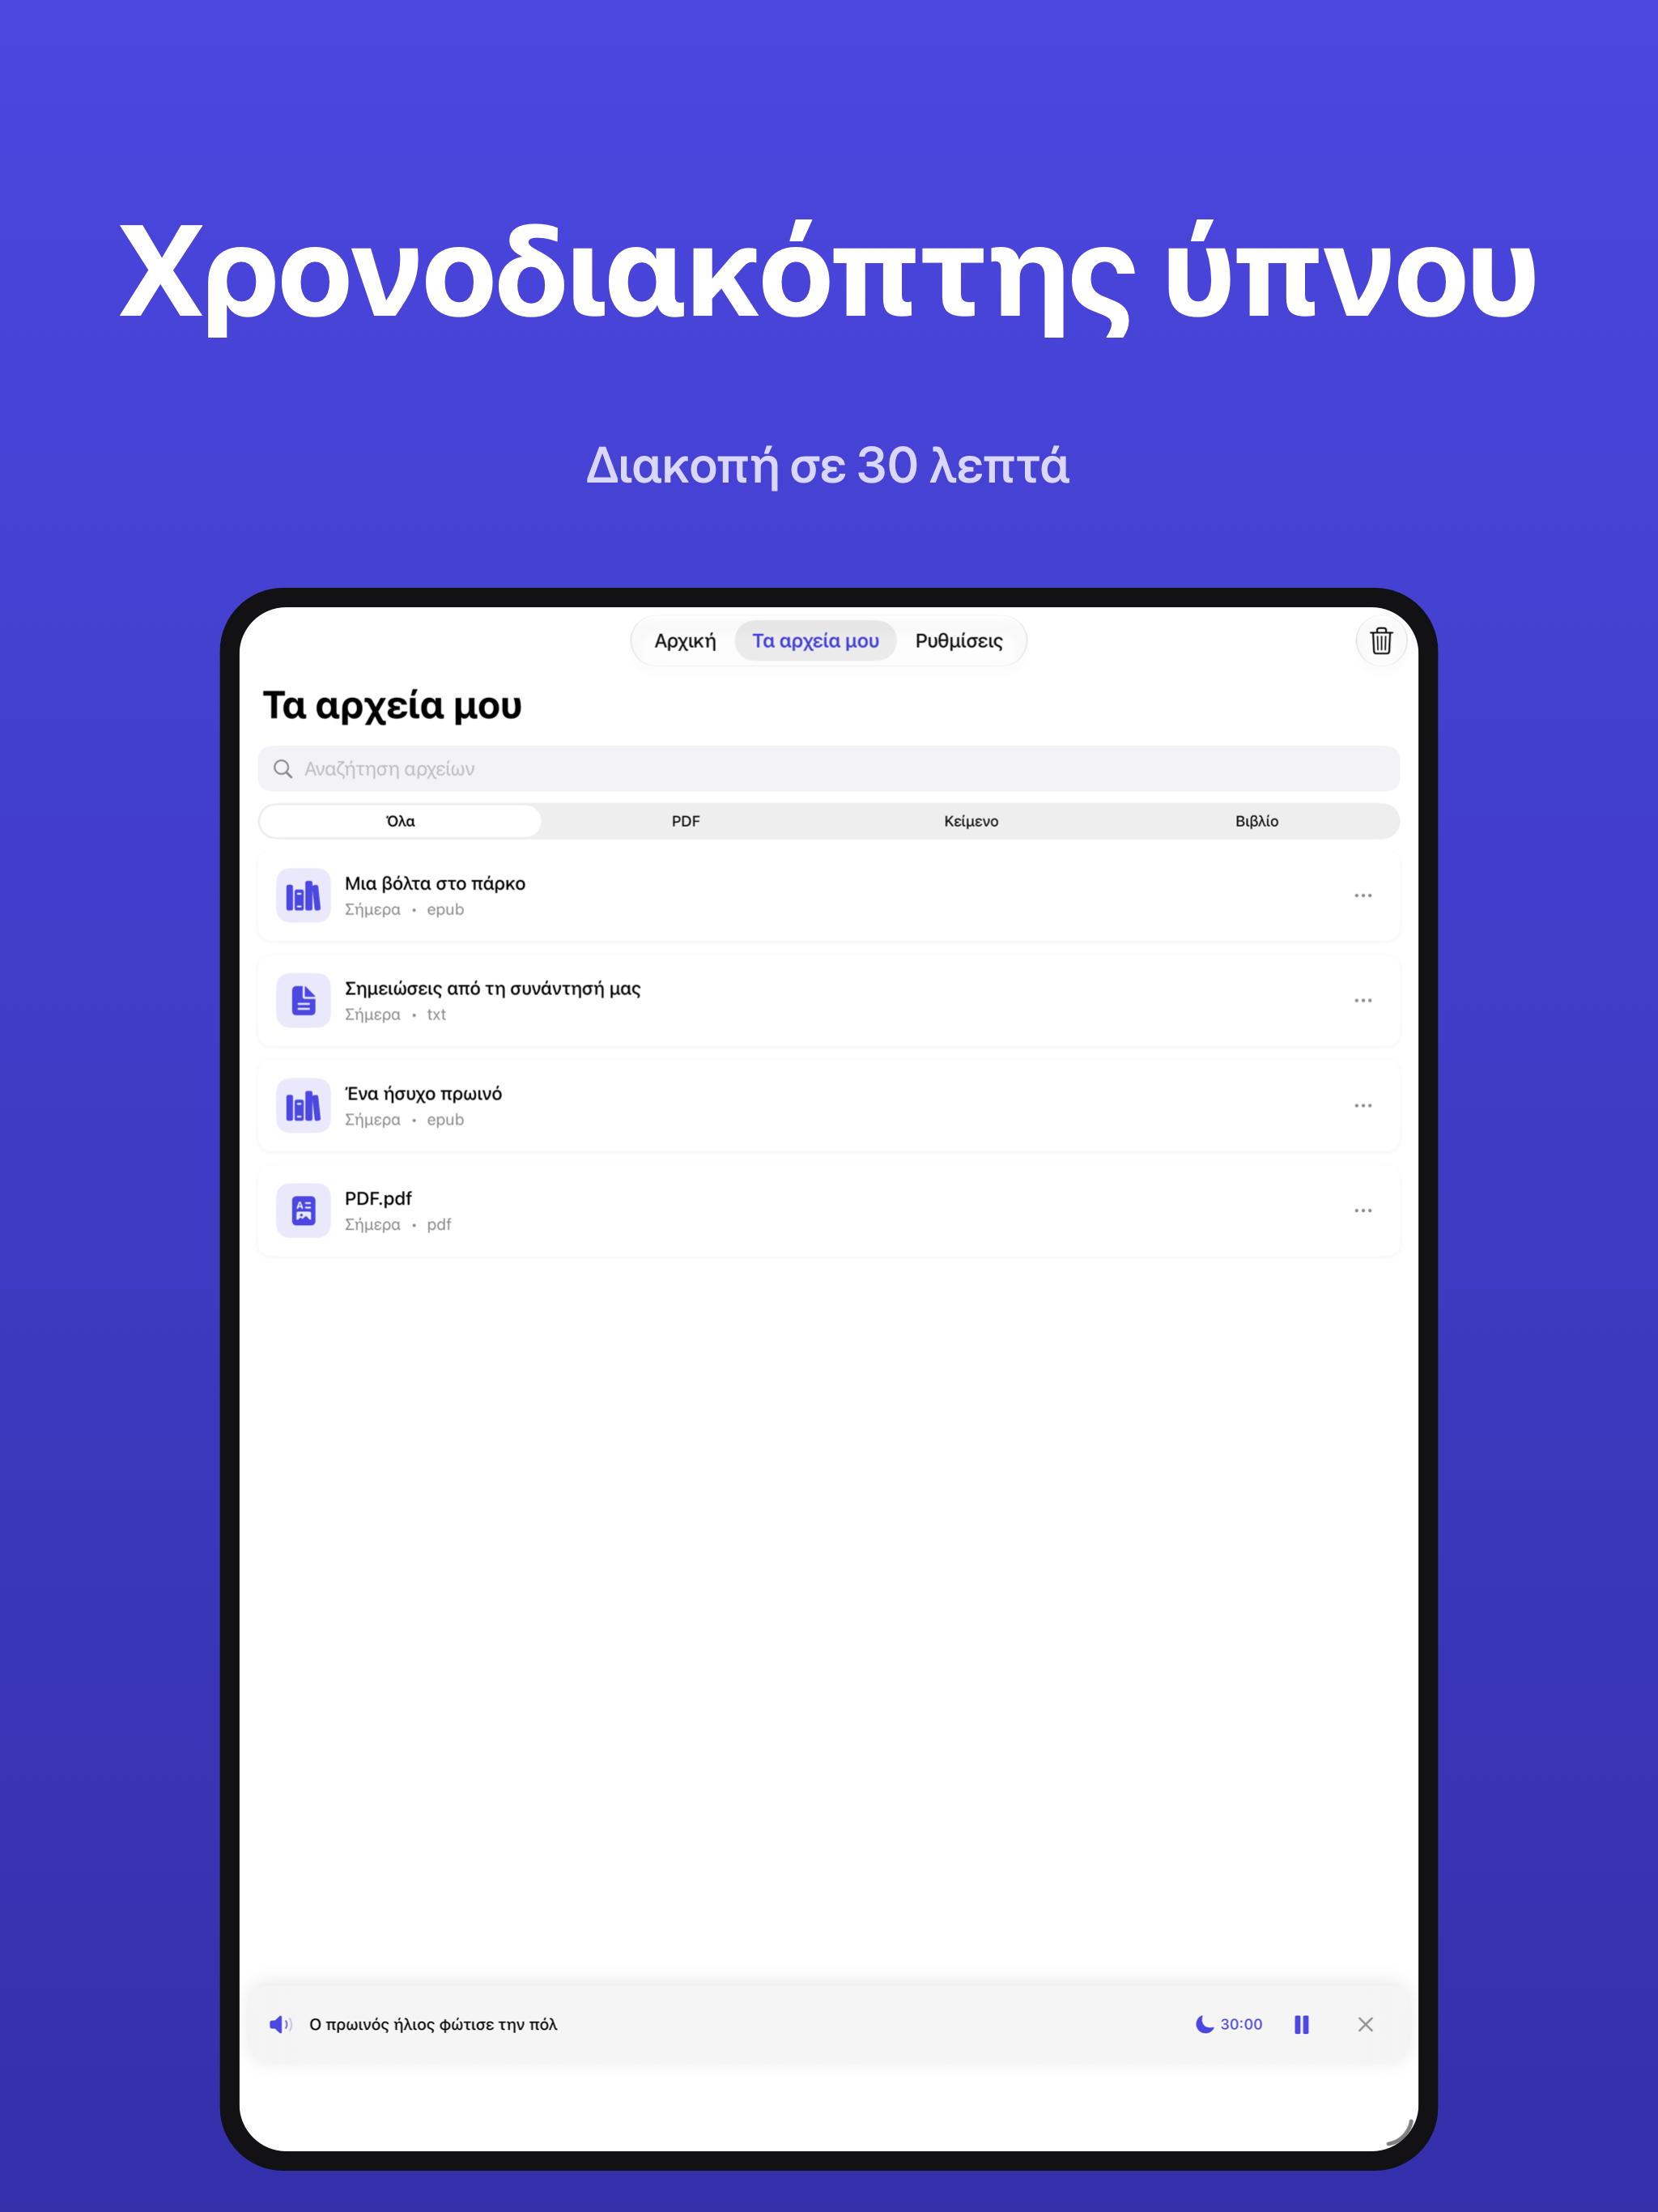 Χρονοδιακόπτης ύπνου
Διακοπή σε 30 λεπτά
Αρχική Τα αρχεία μου Ρυθμίσεις
Τα αρχεία μου
Αναζήτηση αρχείων
Όλα PDF Κείμενο Βιβλίο
Μια βόλτα στο πάρκο
Σήμερα • epub
Σημειώσεις από τη συνάντησή μας
Σήμερα • txt
Ένα ήσυχο πρωινό
Σήμερα • epub
PDF.pdf
Σήμερα • pdf
Ο πρωινός ήλιος φώτισε την πόλ 30:00